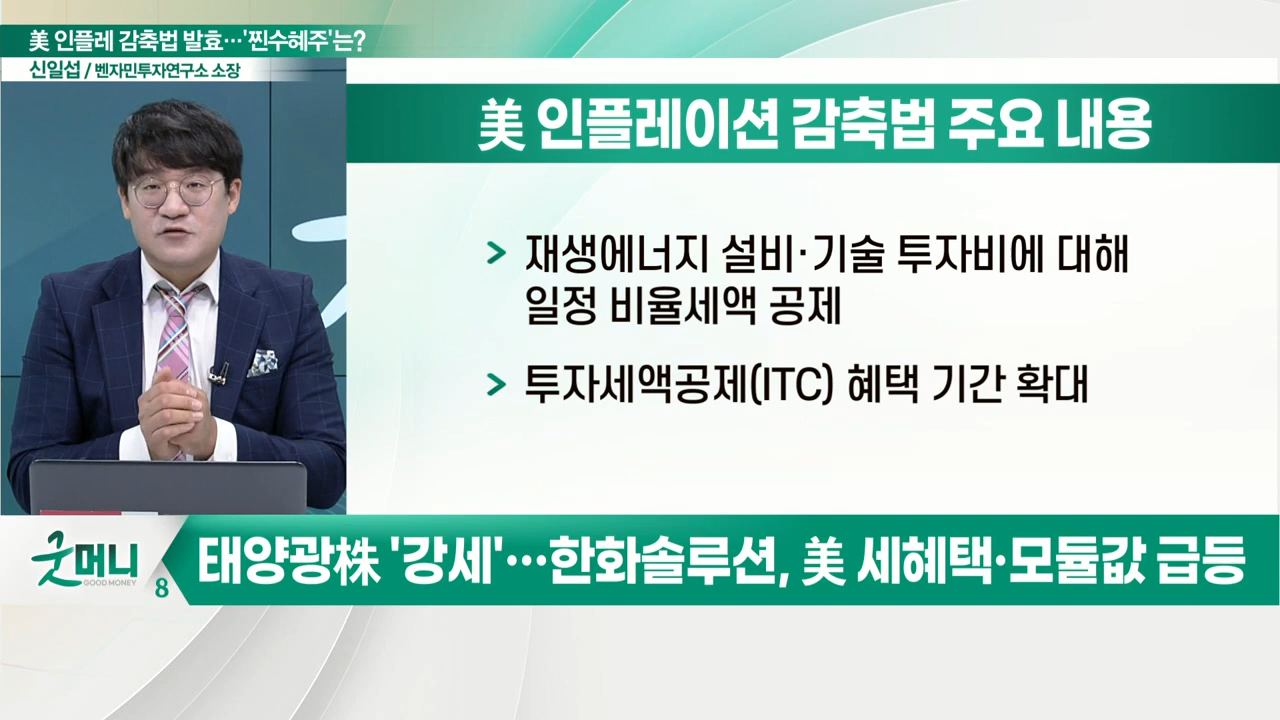 美 인플레 감축법 발효…'찐수혜주'는?
신일섭 / 벤자민투자연구소 소장
美 인플레이션 감축법 주요 내용
> 재생에너지 설비·기술 투자비에 대해
일정 비율세액 공제
> 투자세액공제(ITC) 혜택 기간 확대
굿머니
GOOD MONEY
8
태양광株 '강세'…한화솔루션, 美 세혜택·모듈값 급등